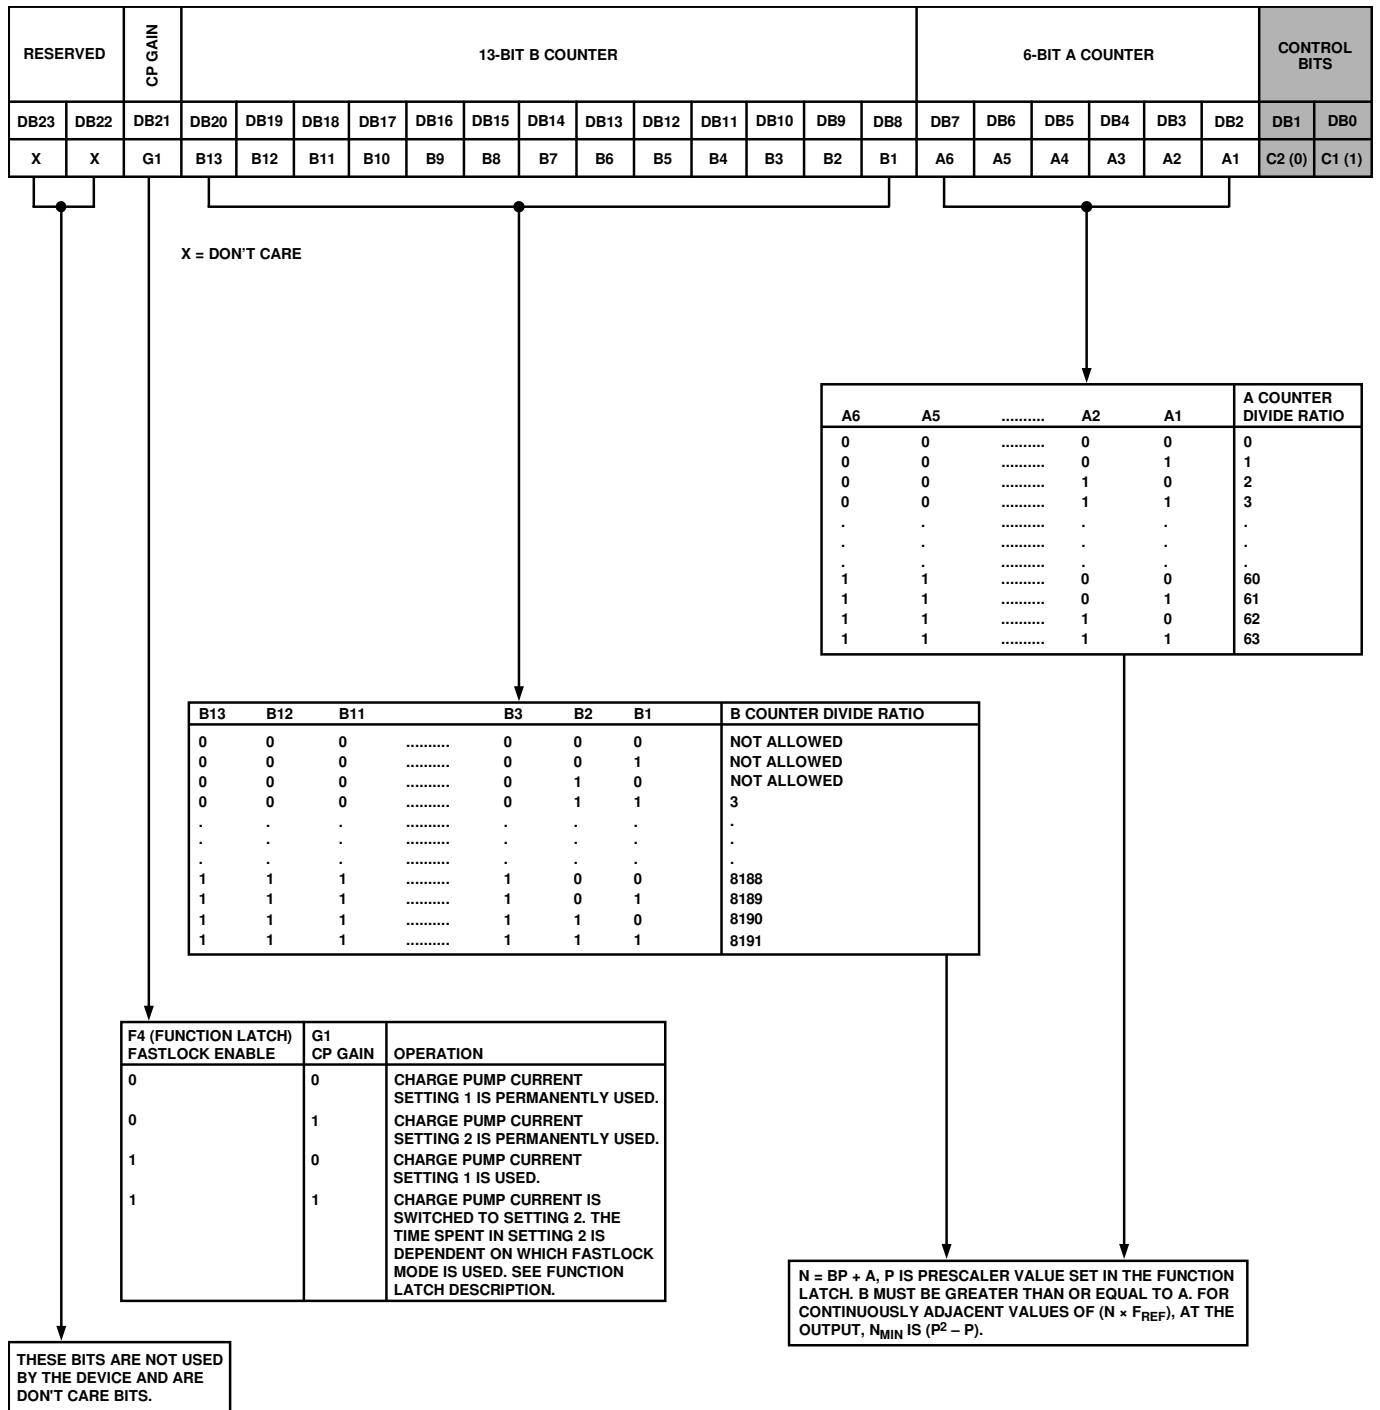 RESERVED CP GAIN 13-BIT B COUNTER 6-BIT A COUNTER CONTROL BITS
DB23 DB22 DB21 DB20 DB19 DB18 DB17 DB16 DB15 DB14 DB13 DB12 DB11 DB10 DB9 DB8 DB7 DB6 DB5 DB4 DB3 DB2 DB1 DB0
X X G1 B13 B12 B11 B10 B9 B8 B7 B6 B5 B4 B3 B2 B1 A6 A5 A4 A3 A2 A1 C2 (0) C1 (1)
X = DON'T CARE
A6 A5 .......... A2 A1 A COUNTER DIVIDE RATIO
0 0 .......... 0 0 0
0 0 .......... 0 1 1
0 0 .......... 1 0 2
0 0 .......... 1 1 3
. . .......... . . .
. . .......... . . .
. . .......... . . .
1 1 .......... 0 0 60
1 1 .......... 0 1 61
1 1 .......... 1 0 62
1 1 .......... 1 1 63
B13 B12 B11 B3 B2 B1 B COUNTER DIVIDE RATIO
0 0 0 .......... 0 0 0 NOT ALLOWED
0 0 0 .......... 0 0 1 NOT ALLOWED
0 0 0 .......... 0 1 0 NOT ALLOWED
0 0 0 .......... 0 1 1 3
. . . .......... . . . .
. . . .......... . . . .
. . . .......... . . . .
1 1 1 .......... 1 0 0 8188
1 1 1 .......... 1 0 1 8189
1 1 1 .......... 1 1 0 8190
1 1 1 .......... 1 1 1 8191
F4 (FUNCTION LATCH) G1
FASTLOCK ENABLE CP GAIN OPERATION
0 0 CHARGE PUMP CURRENT
SETTING 1 IS PERMANENTLY USED.
0 1 CHARGE PUMP CURRENT
SETTING 2 IS PERMANENTLY USED.
1 0 CHARGE PUMP CURRENT
SETTING 1 IS USED.
1 1 CHARGE PUMP CURRENT IS
SWITCHED TO SETTING 2. THE
TIME SPENT IN SETTING 2 IS
DEPENDENT ON WHICH FASTLOCK
MODE IS USED. SEE FUNCTION
LATCH DESCRIPTION.
N = BP + A, P IS PRESCALER VALUE SET IN THE FUNCTION
LATCH. B MUST BE GREATER THAN OR EQUAL TO A. FOR
CONTINUOUSLY ADJACENT VALUES OF (N × FREF), AT THE
OUTPUT, NMIN IS (P² – P).
THESE BITS ARE NOT USED
BY THE DEVICE AND ARE
DON'T CARE BITS.